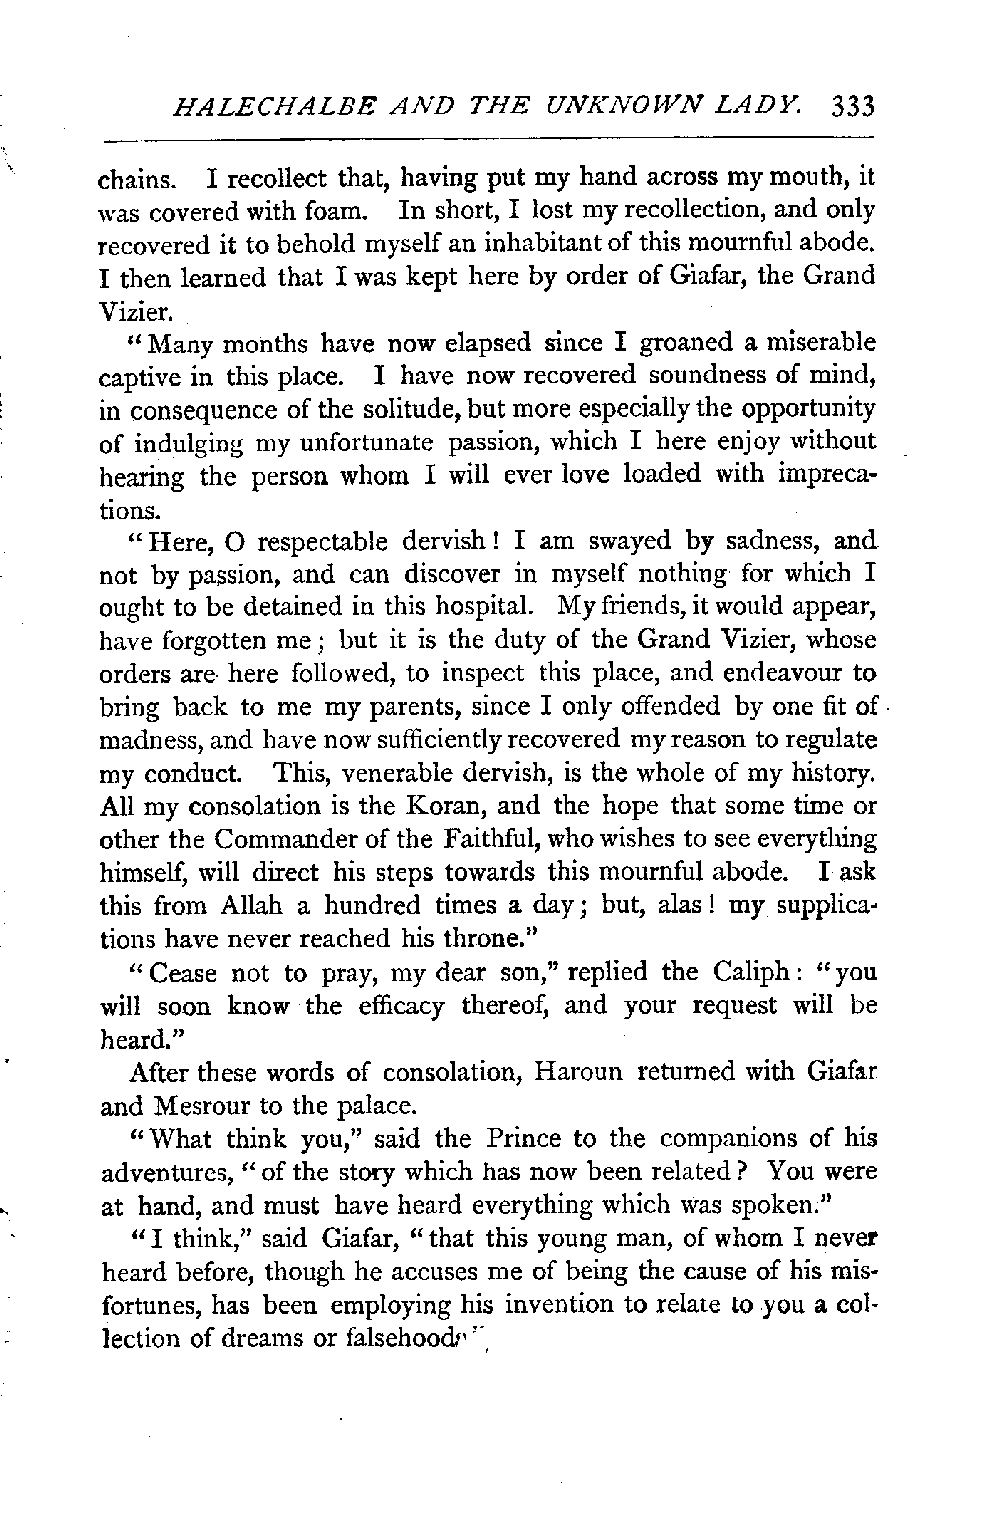 HALECHALBE AND THE UNKNOWN LADY. 333
chains. I recollect that, having put my hand across my mouth, it
was covered with foam. In short, I lost my recollection, and only
recovered it to behold myself an inhabitant of this mournful abode.
I then learned that I was kept here by order of Giafar, the Grand
Vizier.
“Many months have now elapsed since I groaned a miserable
captive in this place. I have now recovered soundness of mind,
in consequence of the solitude, but more especially the opportunity
of indulging my unfortunate passion, which I here enjoy without
hearing the person whom I will ever love loaded with impreca-
tions.
“Here, O respectable dervish! I am swayed by sadness, and
not by passion, and can discover in myself nothing for which I
ought to be detained in this hospital. My friends, it would appear,
have forgotten me; but it is the duty of the Grand Vizier, whose
orders are here followed, to inspect this place, and endeavour to
bring back to me my parents, since I only offended by one fit of
madness, and have now sufficiently recovered my reason to regulate
my conduct. This, venerable dervish, is the whole of my history.
All my consolation is the Koran, and the hope that some time or
other the Commander of the Faithful, who wishes to see everything
himself, will direct his steps towards this mournful abode. I ask
this from Allah a hundred times a day; but, alas! my supplica-
tions have never reached his throne.”
“Cease not to pray, my dear son,” replied the Caliph: “you
will soon know the efficacy thereof, and your request will be
heard.”
After these words of consolation, Haroun returned with Giafar
and Mesrour to the palace.
“What think you,” said the Prince to the companions of his
adventures, “of the story which has now been related? You were
at hand, and must have heard everything which was spoken.”
“I think,” said Giafar, “that this young man, of whom I never
heard before, though he accuses me of being the cause of his mis-
fortunes, has been employing his invention to relate to you a col-
lection of dreams or falsehoods.”